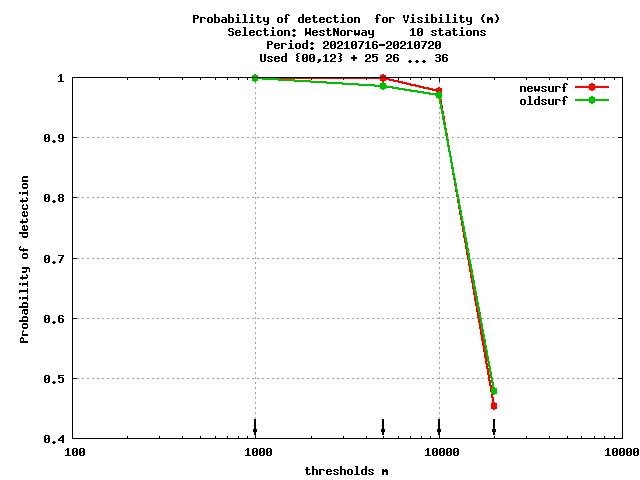 Probability of detection for Visibility (m)
Selection: WestNorway 10 stations
Period: 20210716-20210720
Used {00,12} + 25 26 ... 36
newsurf
oldsurf
1
0.9
0.8
0.7
0.6
0.5
0.4
Probability of detection
100 1000 10000 10000
thresholds m